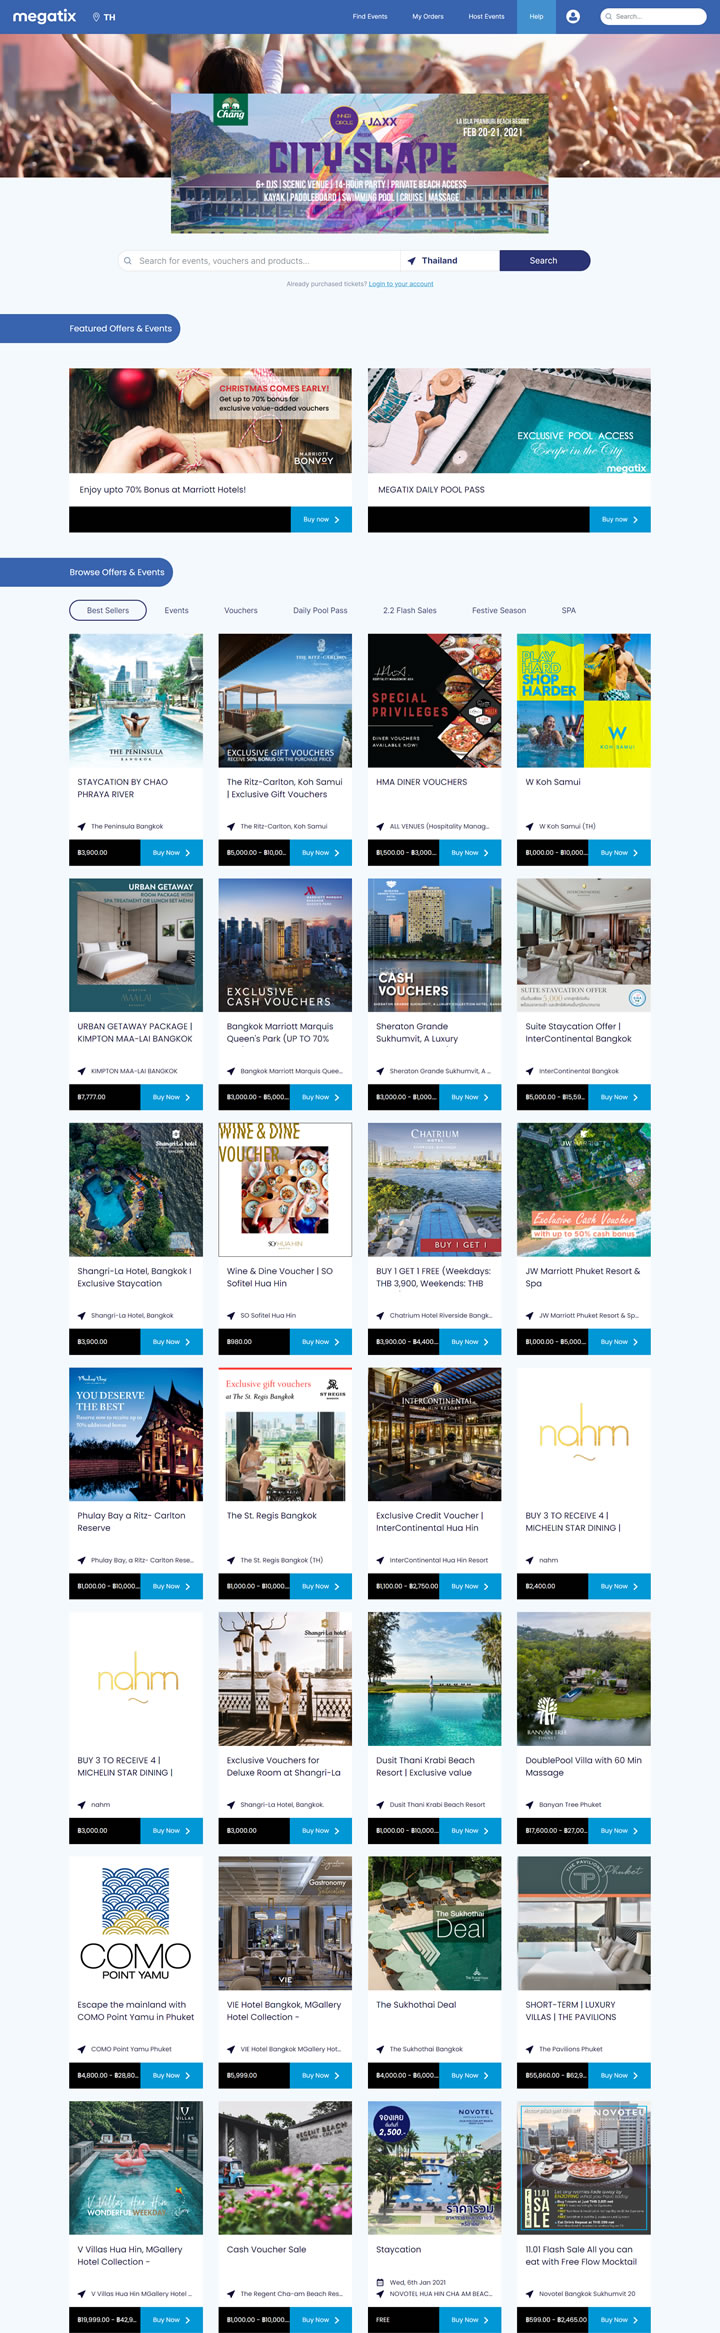 megatix TH Find Events My Orders Host Events Help Search...
Chang
INNER CIRCLE JAXX
LA ISLA PRANBURI BEACH RESORT
FEB 20-21, 2021
CITY SCAPE
6+ DJS | SCENIC VENUE | 14-HOUR PARTY | PRIVATE BEACH ACCESS
KAYAK | PADDLEBOARD | SWIMMING POOL | CRUISE | MASSAGE
Search for events, vouchers and products... Thailand Search
Already purchased tickets? Login to your account
Featured Offers & Events
CHRISTMAS COMES EARLY!
Get up to 70% bonus for
exclusive value-added vouchers
MARRIOTT
BONVOY
EXCLUSIVE POOL ACCESS
Escape in the City
megatix
Enjoy upto 70% Bonus at Marriott Hotels! MEGATIX DAILY POOL PASS
Buy now Buy now
Browse Offers & Events
Best Sellers Events Vouchers Daily Pool Pass 2.2 Flash Sales Festive Season SPA
THE PENINSULA
BANGKOK
THE RITZ-CARLTON
EXCLUSIVE GIFT VOUCHERS
RECEIVE 50% BONUS ON THE PURCHASE PRICE
HMA
SPECIAL
PRIVILEGES
DINER VOUCHERS
AVAILABLE NOW!
PLAY
HARD
SHOP
HARDER
W
KOH SAMUI
STAYCATION BY CHAO The Ritz-Carlton, Koh Samui HMA DINER VOUCHERS W Koh Samui
PHRAYA RIVER | Exclusive Gift Vouchers
The Peninsula Bangkok The Ritz-Carlton, Koh Samui ALL VENUES (Hospitality Manag... W Koh Samui (TH)
฿3,900.00 Buy Now ฿5,000.00 - ฿10,00... Buy Now ฿1,500.00 - ฿3,000... Buy Now ฿1,000.00 - ฿10,000... Buy Now
URBAN GETAWAY
ROOM PACKAGE WITH
SPA TREATMENT OR LUNCH SET MENU
EXCLUSIVE
CASH VOUCHERS
CASH
VOUCHERS
INTERCONTINENTAL
SUITE STAYCATION OFFER
URBAN GETAWAY PACKAGE | Bangkok Marriott Marquis Sheraton Grande Suite Staycation Offer |
KIMPTON MAA-LAI BANGKOK Queen's Park (UP TO 70% Sukhumvit, A Luxury InterContinental Bangkok
KIMPTON MAA-LAI BANGKOK Bangkok Marriott Marquis Quee... Sheraton Grande Sukhumvit, A ... InterContinental Bangkok
฿7,777.00 Buy Now ฿3,000.00 - ฿5,000... Buy Now ฿3,000.00 - ฿1,000... Buy Now ฿5,000.00 - ฿15,59... Buy Now
Shangri-La hotel
BANGKOK
WINE & DINE
VOUCHER
SO/ HUA HIN
CHATRIUM
HOTEL
BUY 1 GET 1
JW MARRIOTT
Exclusive Cash Voucher
with up to 50% cash bonus
Shangri-La Hotel, Bangkok I Wine & Dine Voucher | SO BUY 1 GET 1 FREE (Weekdays: JW Marriott Phuket Resort &
Exclusive Staycation Sofitel Hua Hin THB 3,900, Weekends: THB Spa
Shangri-La Hotel, Bangkok SO Sofitel Hua Hin Chatrium Hotel Riverside Bangk... JW Marriott Phuket Resort & Sp...
฿3,900.00 Buy Now ฿980.00 Buy Now ฿3,900.00 - ฿4,400... Buy Now ฿1,000.00 - ฿5,000... Buy Now
Phulay Bay
YOU DESERVE
THE BEST
Reserve now to receive up to
50% additional bonus
Exclusive gift vouchers
at The St. Regis Bangkok
ST REGIS
INTERCONTINENTAL
HUA HIN RESORT
nahm
Phulay Bay a Ritz- Carlton The St. Regis Bangkok Exclusive Credit Voucher | BUY 3 TO RECEIVE 4 |
Reserve InterContinental Hua Hin MICHELIN STAR DINING |
Phulay Bay, a Ritz- Carlton Rese... The St. Regis Bangkok (TH) InterContinental Hua Hin Resort nahm
฿1,000.00 - ฿10,000... Buy Now ฿1,000.00 - ฿10,000... Buy Now ฿1,100.00 - ฿2,750.00 Buy Now ฿2,400.00 Buy Now
nahm
Shangri-La hotel
BANGKOK
BANYAN TREE
PHUKET
BUY 3 TO RECEIVE 4 | Exclusive Vouchers for Dusit Thani Krabi Beach DoublePool Villa with 60 Min
MICHELIN STAR DINING | Deluxe Room at Shangri-La Resort | Exclusive value Massage
nahm Shangri-La Hotel, Bangkok. Dusit Thani Krabi Beach Resort Banyan Tree Phuket
฿3,000.00 Buy Now ฿3,000.00 Buy Now ฿1,000.00 - ฿10,000... Buy Now ฿17,600.00 - ฿27,00... Buy Now
COMO
POINT YAMU
Gastronomy
VIE
The Sukhothai
Deal
THE PAVILIONS
Phuket
Escape the mainland with VIE Hotel Bangkok, MGallery The Sukhothai Deal SHORT-TERM | LUXURY
COMO Point Yamu in Phuket Hotel Collection - VILLAS | THE PAVILIONS
COMO Point Yamu Phuket VIE Hotel Bangkok MGallery Hot... The Sukhothai Bangkok The Pavilions Phuket
฿4,800.00 - ฿28,80... Buy Now ฿5,999.00 Buy Now ฿4,000.00 - ฿6,000... Buy Now ฿55,860.00 - ฿62,9... Buy Now
VILLAS
V Villas Hua Hin
WONDERFUL WEEKDAY
REGENT BEACH
จองเลย
2,500.-
NOVOTEL
ราคารวม
NOVOTEL
11.01
FLASH
SALE
V Villas Hua Hin, MGallery Cash Voucher Sale Staycation 11.01 Flash Sale All you can
Hotel Collection - eat with Free Flow Mocktail
Wed, 6th Jan 2021
V Villas Hua Hin MGallery Hotel ... The Regent Cha-am Beach Res... NOVOTEL HUA HIN CHA AM BEAC... Novotel Bangkok Sukhumvit 20
฿19,999.00 - ฿42,9... Buy Now ฿1,000.00 - ฿10,000... Buy Now FREE Buy Now ฿599.00 - ฿2,465.00 Buy Now